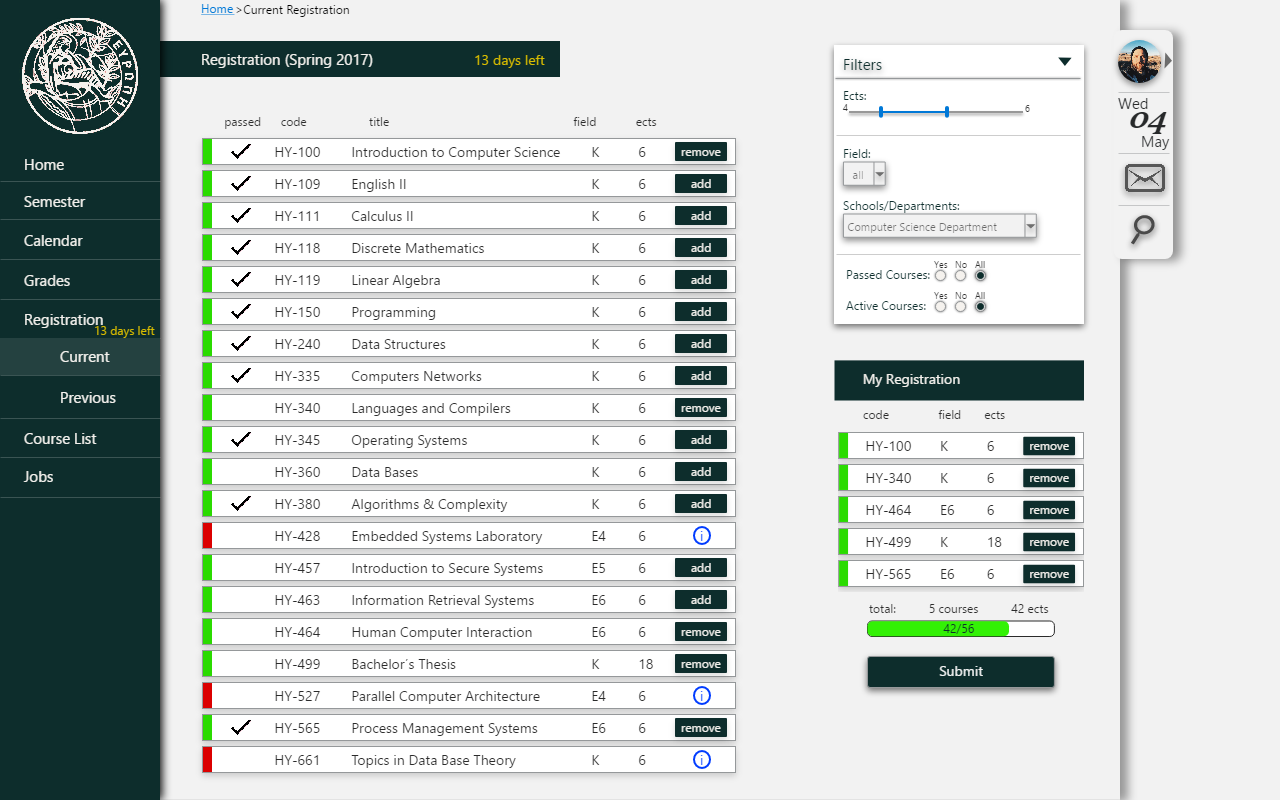 ΕΥΡΩΠΗ
Home
Semester
Calendar
Grades
Registration
13 days left
Current
Previous
Course List
Jobs
Home >Current Registration
Registration (Spring 2017) 13 days left
passed code title field ects
HY-100 Introduction to Computer Science K 6 remove
HY-109 English II K 6 add
HY-111 Calculus II K 6 add
HY-118 Discrete Mathematics K 6 add
HY-119 Linear Algebra K 6 add
HY-150 Programming K 6 add
HY-240 Data Structures K 6 add
HY-335 Computers Networks K 6 add
HY-340 Languages and Compilers K 6 remove
HY-345 Operating Systems K 6 add
HY-360 Data Bases K 6 add
HY-380 Algorithms & Complexity K 6 add
HY-428 Embedded Systems Laboratory E4 6 i
HY-457 Introduction to Secure Systems E5 6 add
HY-463 Information Retrieval Systems E6 6 add
HY-464 Human Computer Interaction E6 6 remove
HY-499 Bachelor´s Thesis K 18 remove
HY-527 Parallel Computer Architecture E4 6 i
HY-565 Process Management Systems E6 6 remove
HY-661 Topics in Data Base Theory K 6 i
Filters
Ects:
4 6
Field:
all
Schools/Departments:
Computer Science Department
Yes No All
Passed Courses:
Yes No All
Active Courses:
My Registration
code field ects
HY-100 K 6 remove
HY-340 K 6 remove
HY-464 E6 6 remove
HY-499 K 18 remove
HY-565 E6 6 remove
total: 5 courses 42 ects
42/56
Submit
Wed
04
May